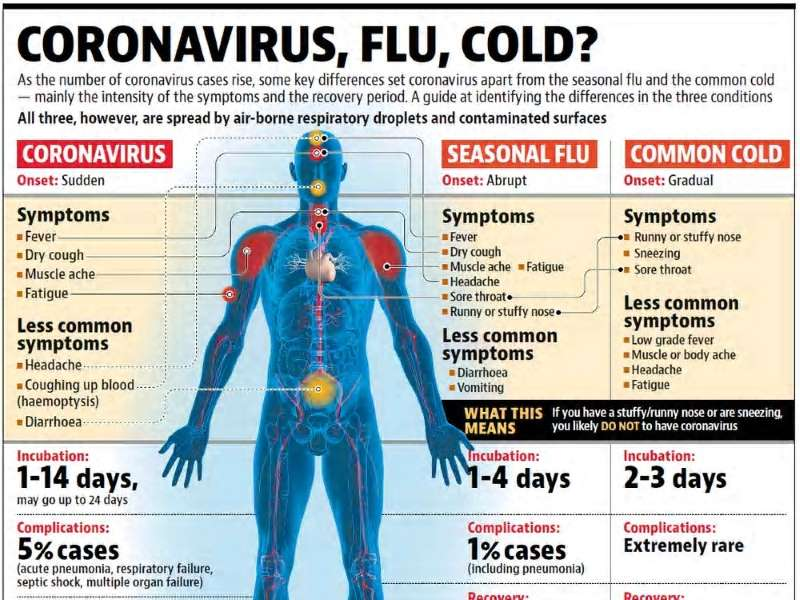 CORONAVIRUS, FLU, COLD?
As the number of coronavirus cases rise, some key differences set coronavirus apart from the seasonal flu and the common cold
— mainly the intensity of the symptoms and the recovery period. A guide at identifying the differences in the three conditions
All three, however, are spread by air-borne respiratory droplets and contaminated surfaces
CORONAVIRUS
Onset: Sudden
Symptoms
Fever
Dry cough
Muscle ache
Fatigue
Less common
symptoms
Headache
Coughing up blood
(haemoptysis)
Diarrhoea
Incubation:
1-14 days,
may go up to 24 days
Complications:
5% cases
(acute pneumonia, respiratory failure,
septic shock, multiple organ failure)
SEASONAL FLU
Onset: Abrupt
Symptoms
Fever
Dry cough
Muscle ache Fatigue
Headache
Sore throat
Runny or stuffy nose
Less common
symptoms
Diarrhoea
Vomiting
COMMON COLD
Onset: Gradual
Symptoms
Runny or stuffy nose
Sneezing
Sore throat
Less common
symptoms
Low grade fever
Muscle or body ache
Headache
Fatigue
WHAT THIS
MEANS
If you have a stuffy/runny nose or are sneezing,
you likely DO NOT to have coronavirus
Incubation:
1-4 days
Complications:
1% cases
(including pneumonia)
Recovery:
Incubation:
2-3 days
Complications:
Extremely rare
Recovery: